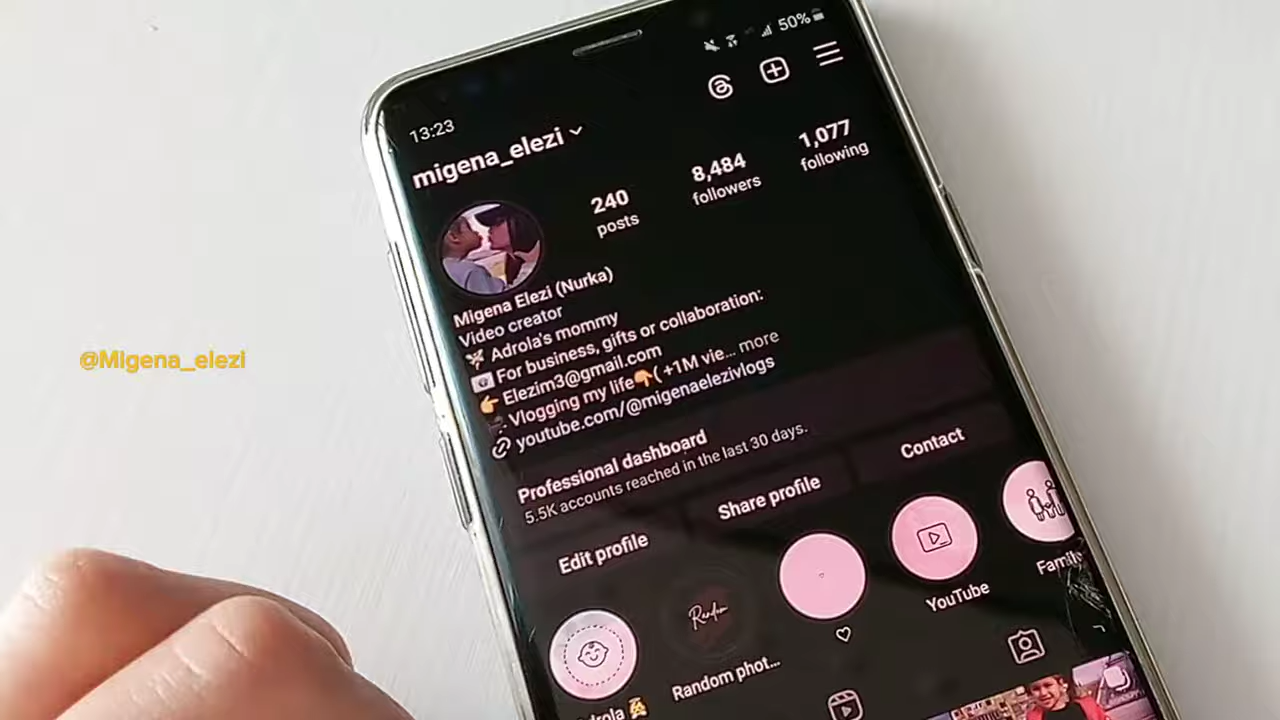 50%
13:23
migena_elezi
240
posts
8,484
followers
1,077
following
Migena Elezi (Nurka)
Video creator
Adrola's mommy
For business, gifts or collaboration:
👉 Elezim3@gmail.com
Vlogging my life👇( +1M vie... more
youtube.com/@migenaelezivlogs
@Migena_elezi
Professional dashboard
5.5K accounts reached in the last 30 days.
Edit profile
Share profile
Contact
Random
Random phot...
YouTube
Family